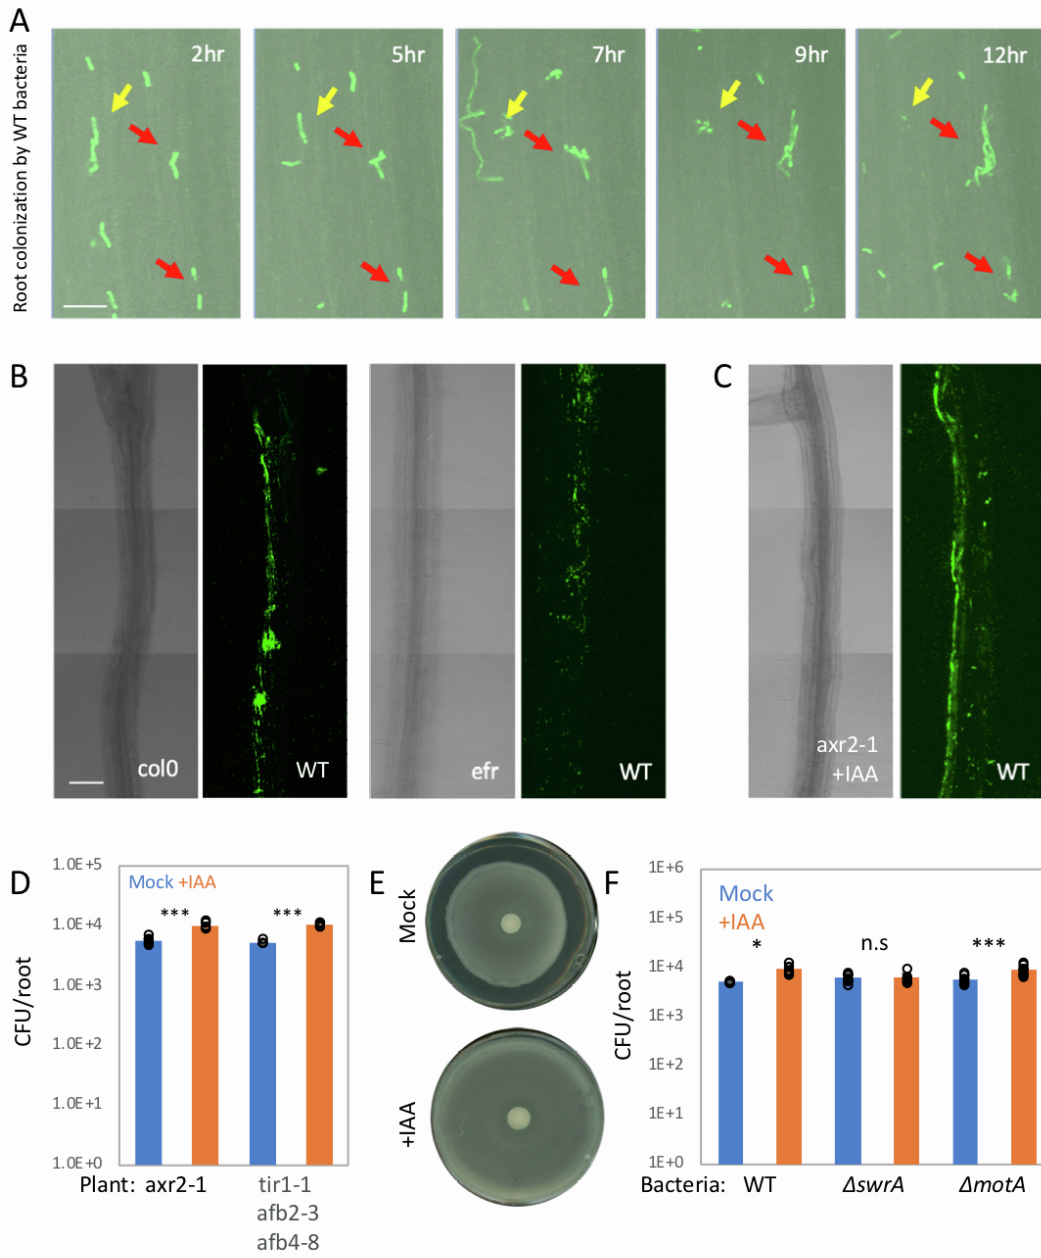 A
Root colonization by WT bacteria
2hr
5hr
7hr
9hr
12hr
B
col0
WT
efr
WT
C
axr2-1
+IAA
WT
D
CFU/root
1.0E+5
1.0E+4
1.0E+3
1.0E+2
1.0E+1
1.0E+0
Mock +IAA
***
***
Plant: axr2-1
tir1-1
afb2-3
afb4-8
E
Mock
+IAA
F
CFU/root
1E+6
1E+5
1E+4
1E+3
1E+2
1E+1
1E+0
Mock
+IAA
*
n.s
***
Bacteria: WT ΔswrA ΔmotA